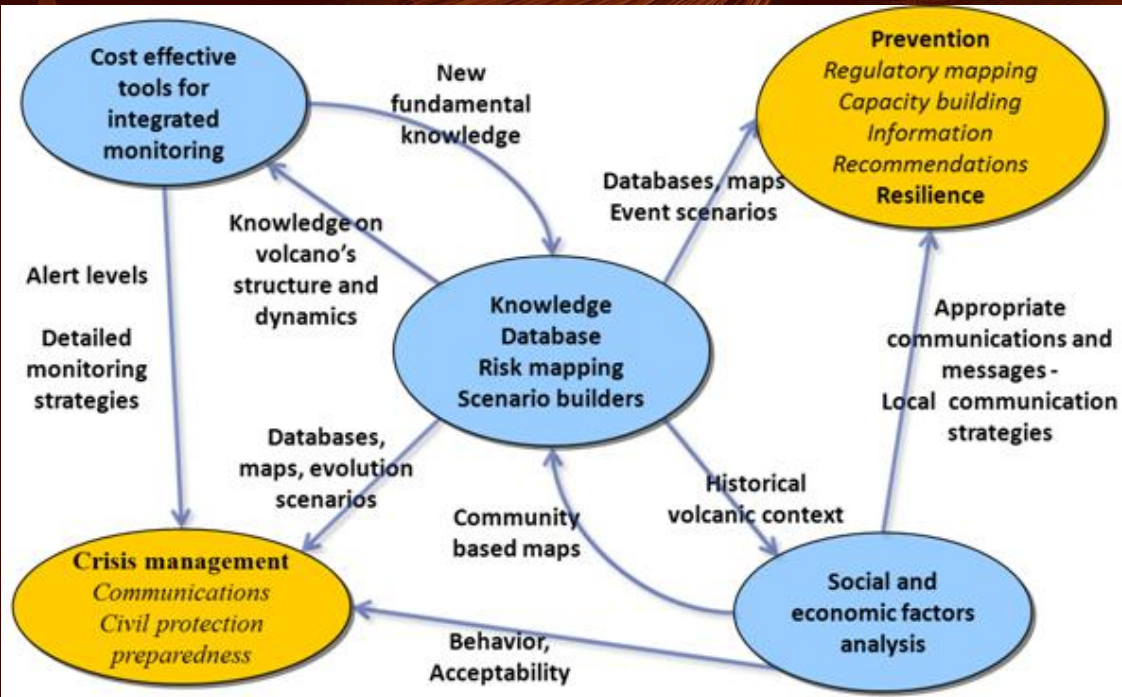 Cost effective
tools for
integrated
monitoring
New
fundamental
knowledge
Prevention
Regulatory mapping
Capacity building
Information
Recommendations
Resilience
Databases, maps
Event scenarios
Knowledge on
volcano's
structure and
dynamics
Alert levels
Detailed
monitoring
strategies
Knowledge
Database
Risk mapping
Scenario builders
Appropriate
communications and
messages -
Local communication
strategies
Databases,
maps, evolution
scenarios
Historical
volcanic context
Community
based maps
Crisis management
Communications
Civil protection
preparedness
Social and
economic factors
analysis
Behavior,
Acceptability